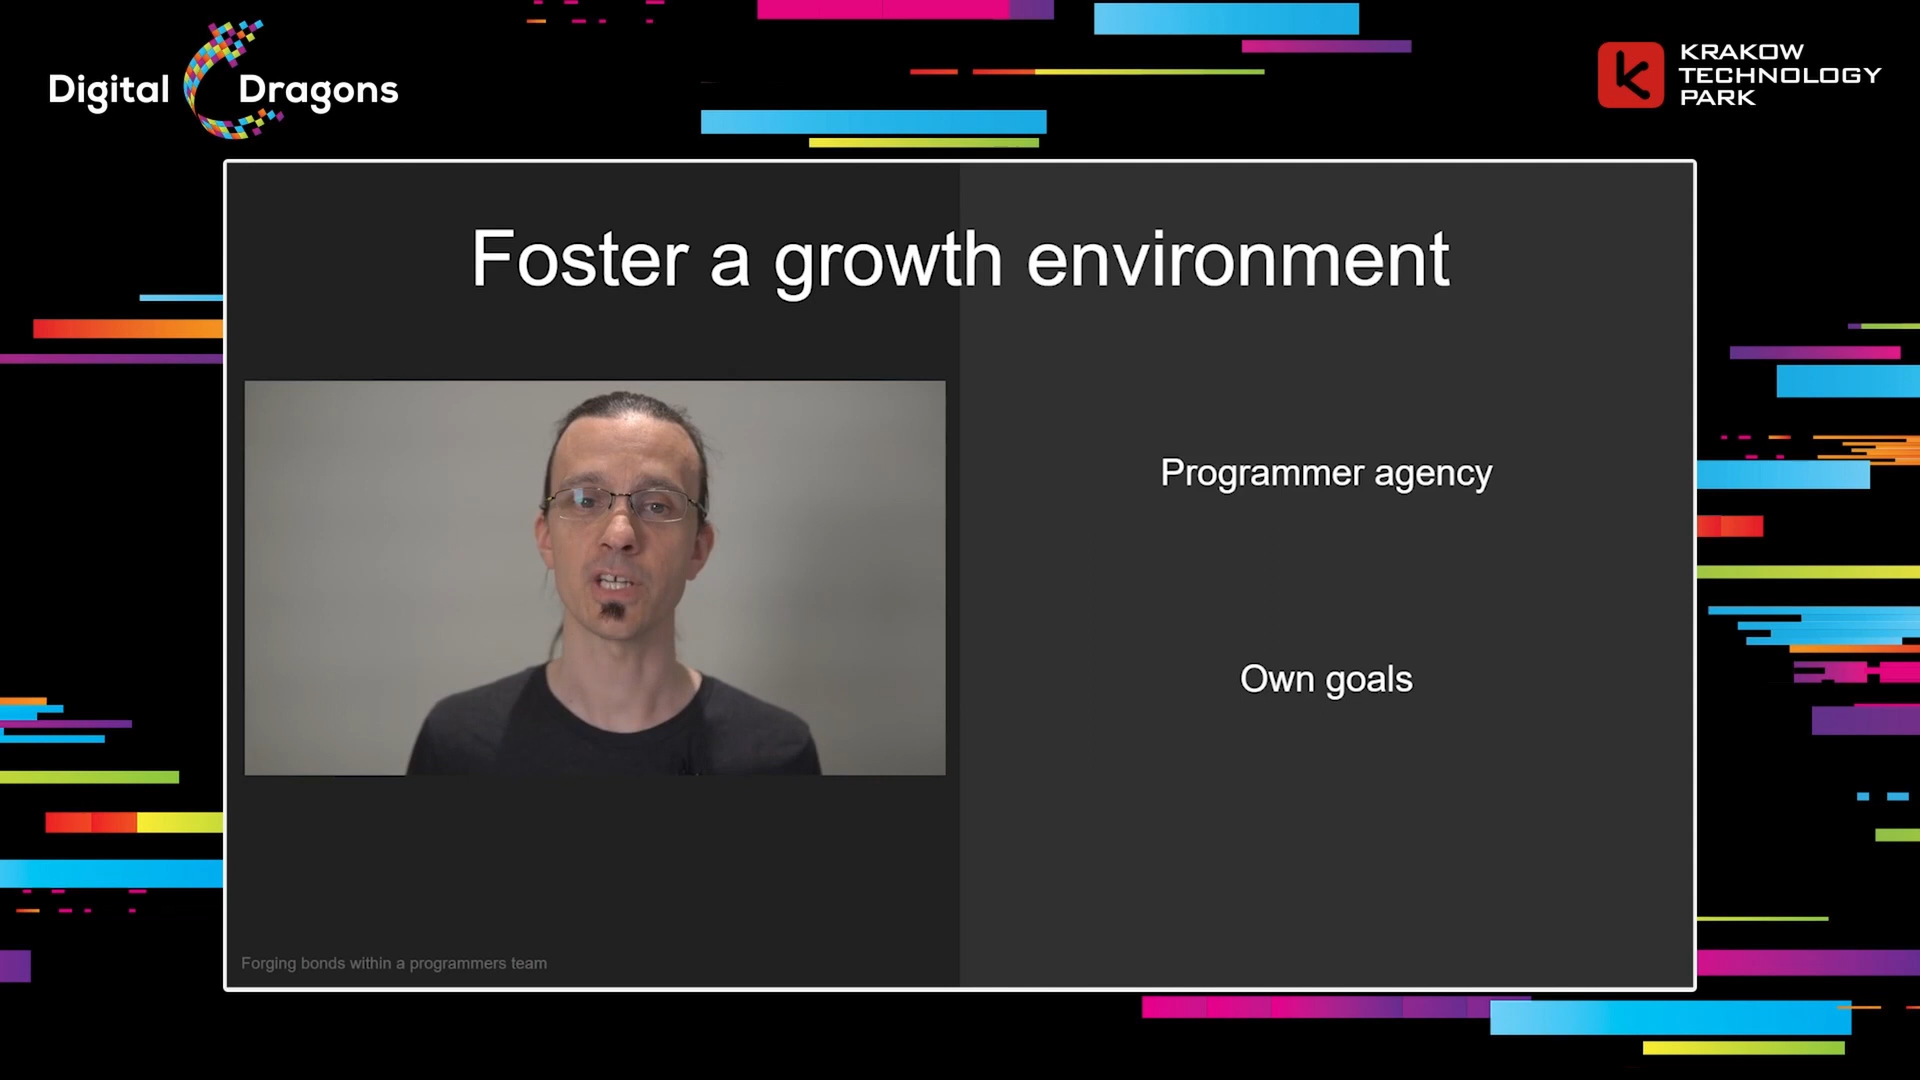 Digital Dragons
KRAKOW
TECHNOLOGY
PARK
Foster a growth environment
Programmer agency
Own goals
Forging bonds within a programmers team